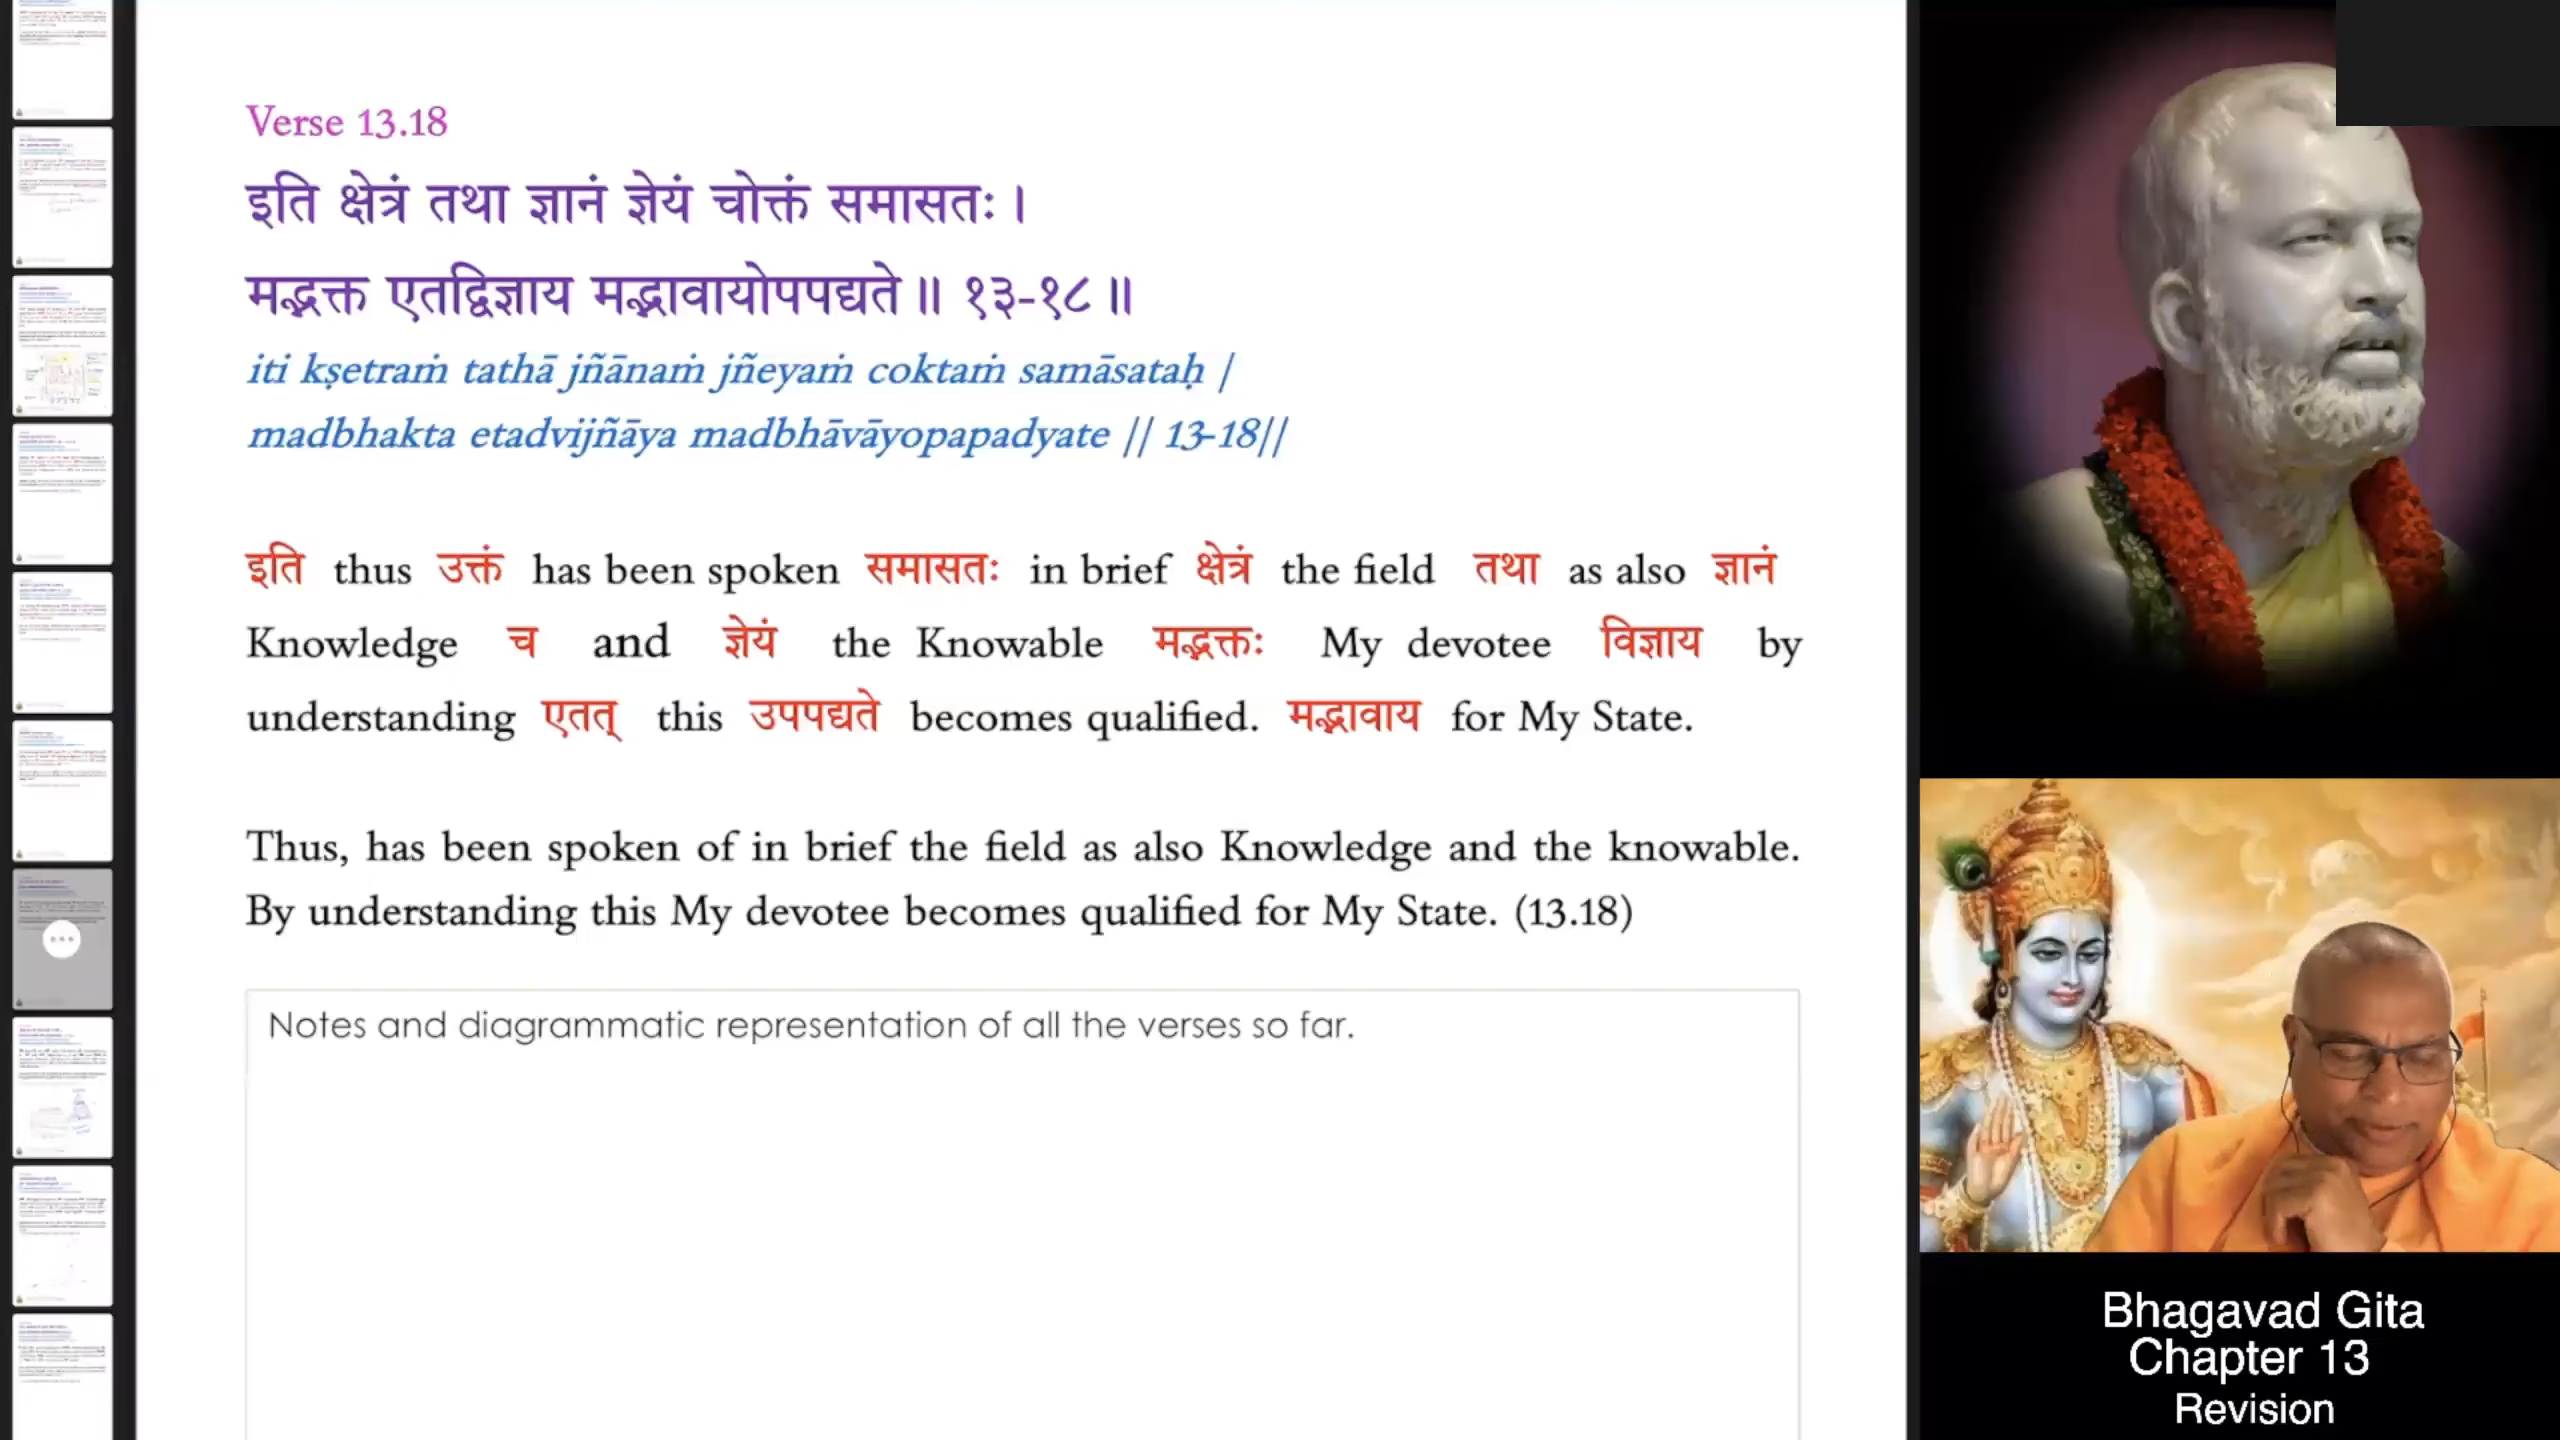 Verse 13.18
इति क्षेत्रं तथा ज्ञानं ज्ञेयं चोक्तं समासतः ।
मद्भक्त एतद्विज्ञाय मद्भावायोपपद्यते ॥ १३-१८ ॥
iti kṣetraṁ tathā jñānaṁ jñeyaṁ coktaṁ samāsataḥ |
madbhakta etadvijñāya madbhāvāyopapadyate || 13-18||
इति thus उक्तं has been spoken समासतः in brief क्षेत्रं the field तथा as also ज्ञानं
Knowledge च and ज्ञेयं the Knowable मद्भक्तः My devotee विज्ञाय by
understanding एतत् this उपपद्यते becomes qualified. मद्भावाय for My State.
Thus, has been spoken of in brief the field as also Knowledge and the knowable.
By understanding this My devotee becomes qualified for My State. (13.18)
Notes and diagrammatic representation of all the verses so far.
Bhagavad Gita
Chapter 13
Revision